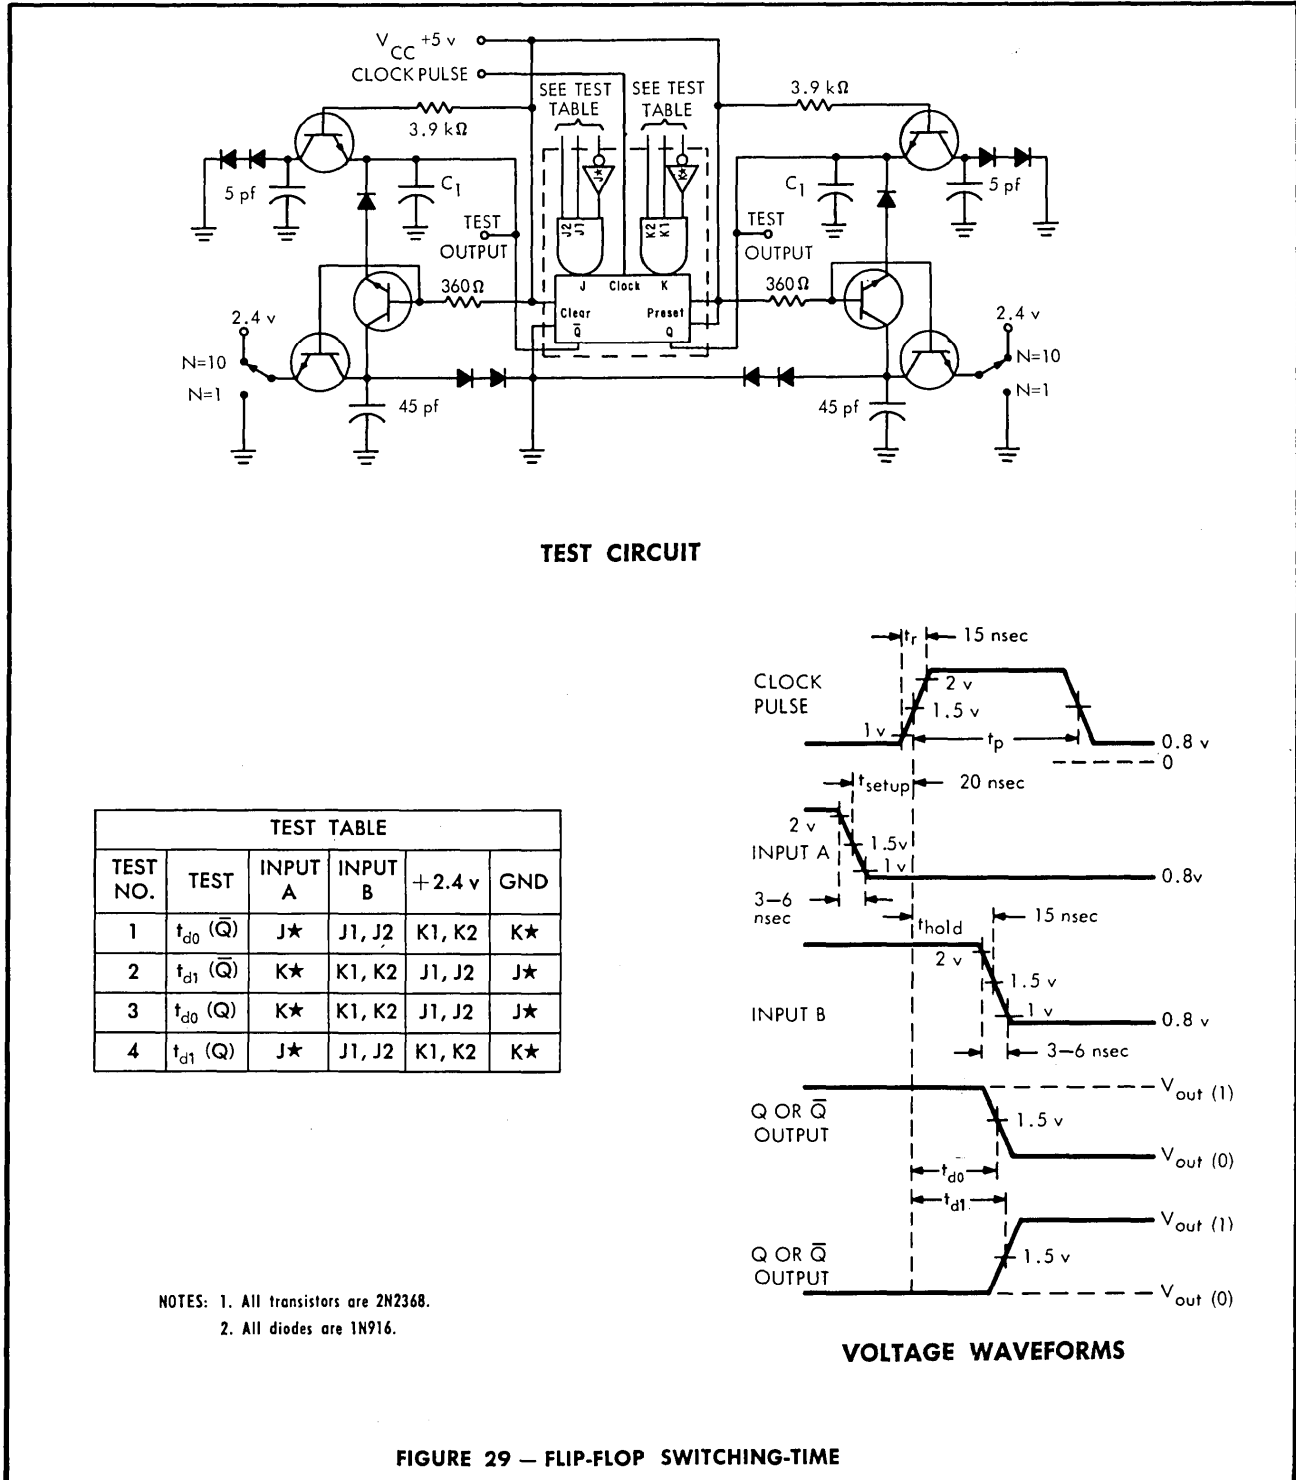 VCC +5 v
CLOCK PULSE
SEE TEST TABLE
SEE TEST TABLE
3.9 kΩ
3.9 kΩ
5 pf
C1
TEST OUTPUT
J★
K★
J2
J1
K2
K1
C1
5 pf
TEST OUTPUT
360Ω
J Clock K
Clear Preset
Q̅ Q
360Ω
2.4 v
N=10
N=1
45 pf
45 pf
2.4 v
N=10
N=1
TEST CIRCUIT
TEST TABLE
TEST NO. TEST INPUT A INPUT B +2.4 v GND
1 td0 (Q̅) J★ J1, J2 K1, K2 K★
2 td1 (Q̅) K★ K1, K2 J1, J2 J★
3 td0 (Q) K★ K1, K2 J1, J2 J★
4 td1 (Q) J★ J1, J2 K1, K2 K★
tr 15 nsec
CLOCK PULSE
2 v
1.5 v
1 v
tp
0.8 v
0
tsetup 20 nsec
2 v
INPUT A
1.5v
1 v
0.8v
3–6 nsec
thold 15 nsec
2 v
INPUT B
1.5 v
1 v
0.8 v
3–6 nsec
Vout (1)
Q OR Q̅ OUTPUT
1.5 v
Vout (0)
td0
td1
Vout (1)
Q OR Q̅ OUTPUT
1.5 v
Vout (0)
VOLTAGE WAVEFORMS
NOTES: 1. All transistors are 2N2368.
2. All diodes are 1N916.
FIGURE 29 — FLIP-FLOP SWITCHING-TIME